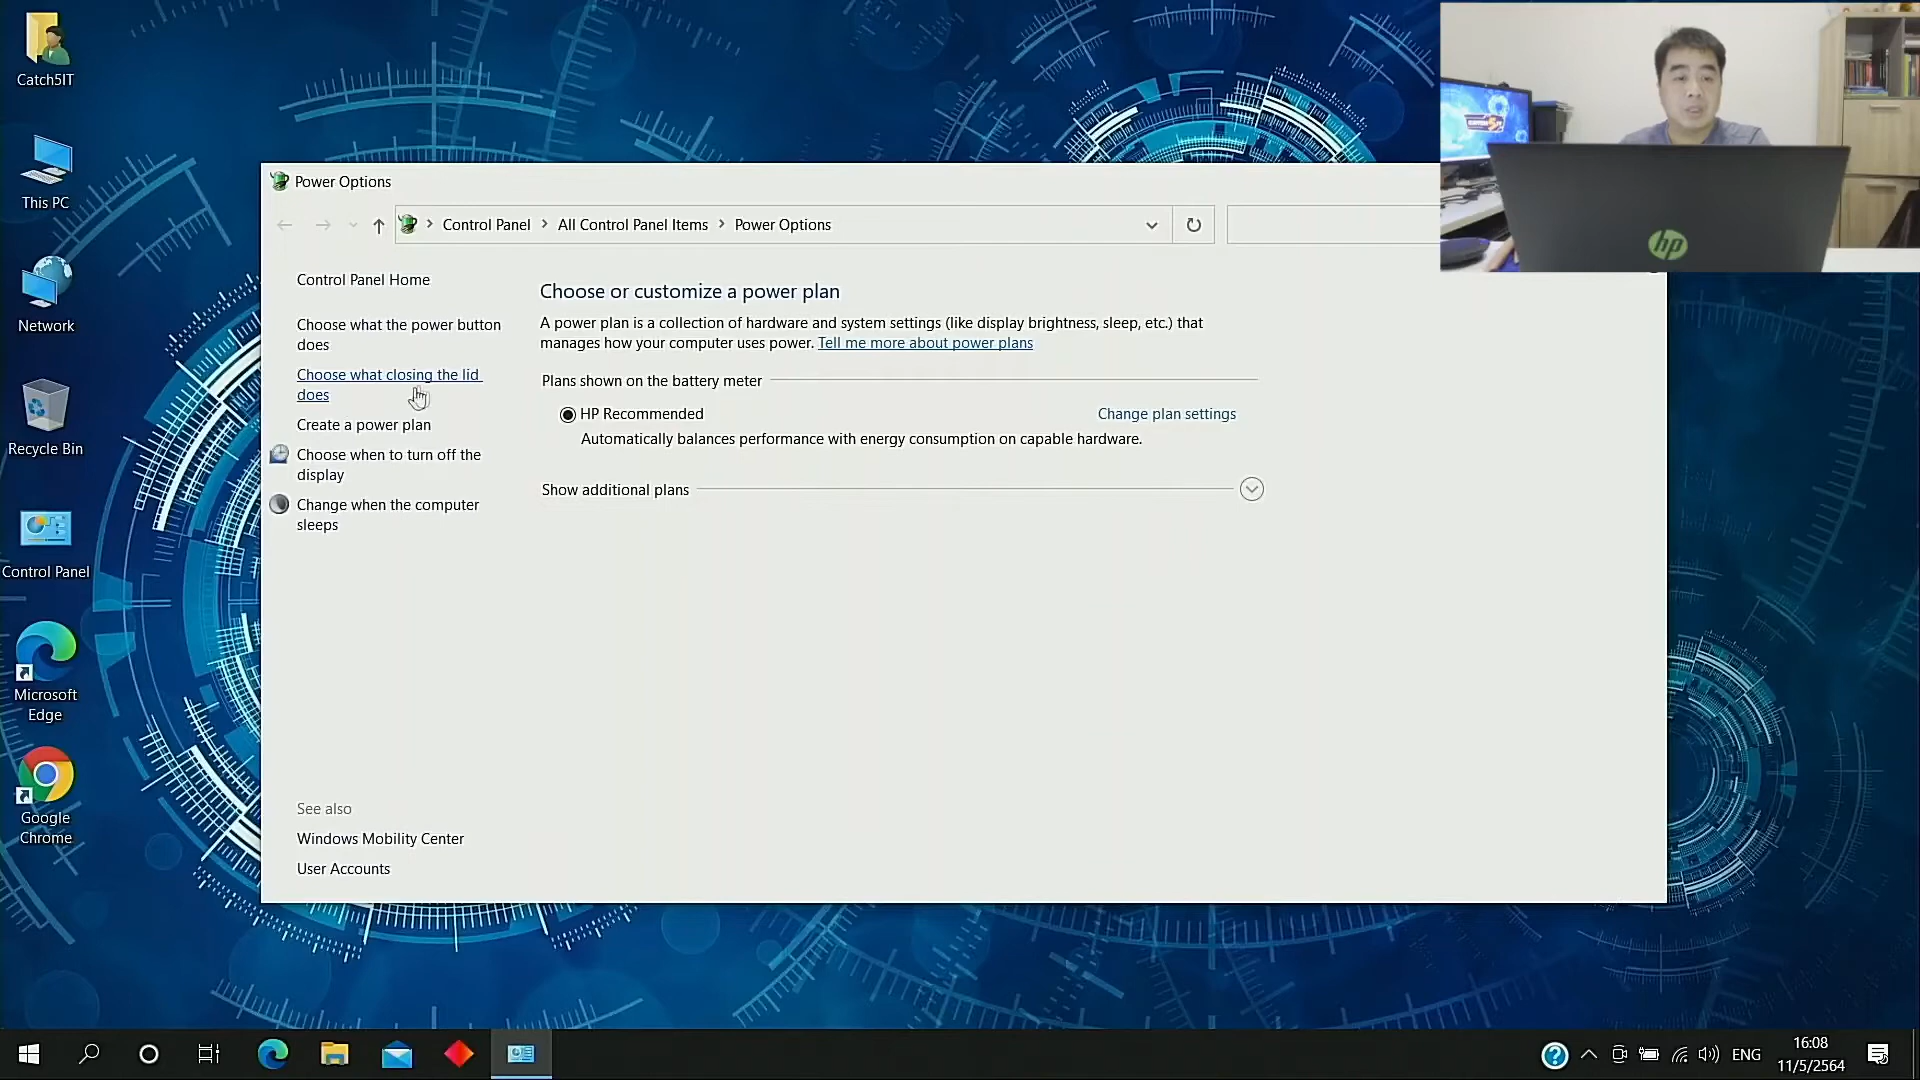 Catch5IT
This PC
Network
Recycle Bin
Control Panel
Microsoft
Edge
Google
Chrome
Power Options
Control Panel
All Control Panel Items
Power Options
Control Panel Home
Choose what the power button
does
Choose what closing the lid
does
Create a power plan
Choose when to turn off the
display
Change when the computer
sleeps
See also
Windows Mobility Center
User Accounts
Choose or customize a power plan
A power plan is a collection of hardware and system settings (like display brightness, sleep, etc.) that
manages how your computer uses power. Tell me more about power plans
Plans shown on the battery meter
HP Recommended
Change plan settings
Automatically balances performance with energy consumption on capable hardware.
Show additional plans
hp
ENG
16:08
11/5/2564